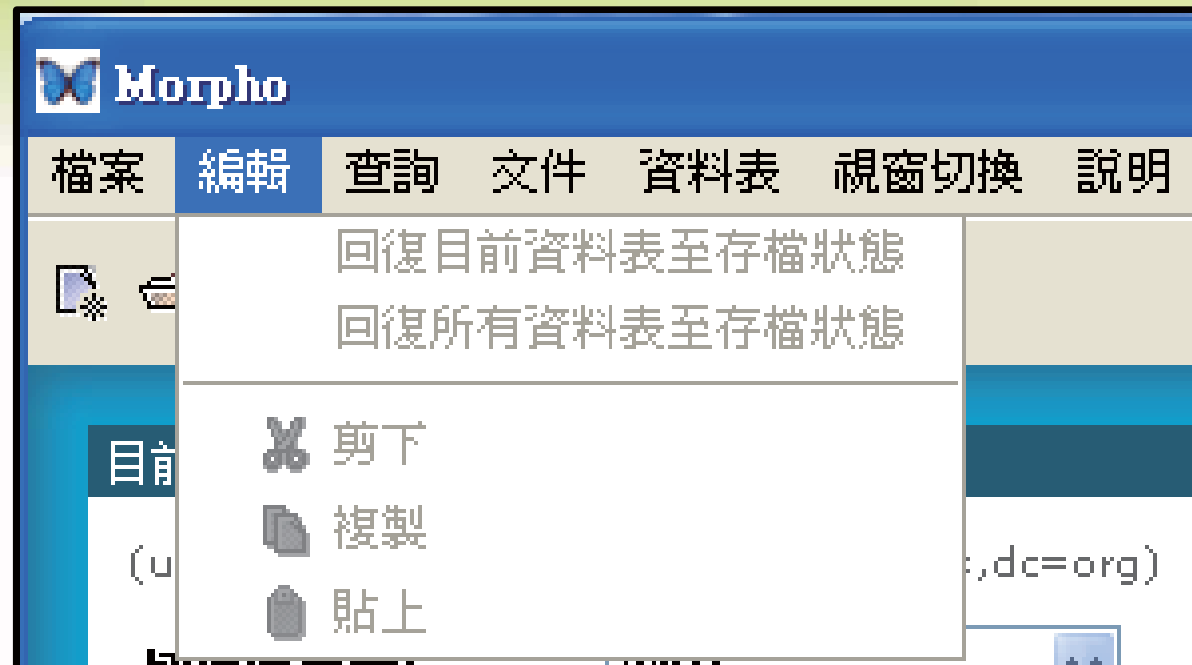 Morpho
檔案 編輯 查詢 文件 資料表 視窗切換 說明
回復目前資料表至存檔狀態
回復所有資料表至存檔狀態
目前
剪下
複製
(u :,dc=org)
貼上